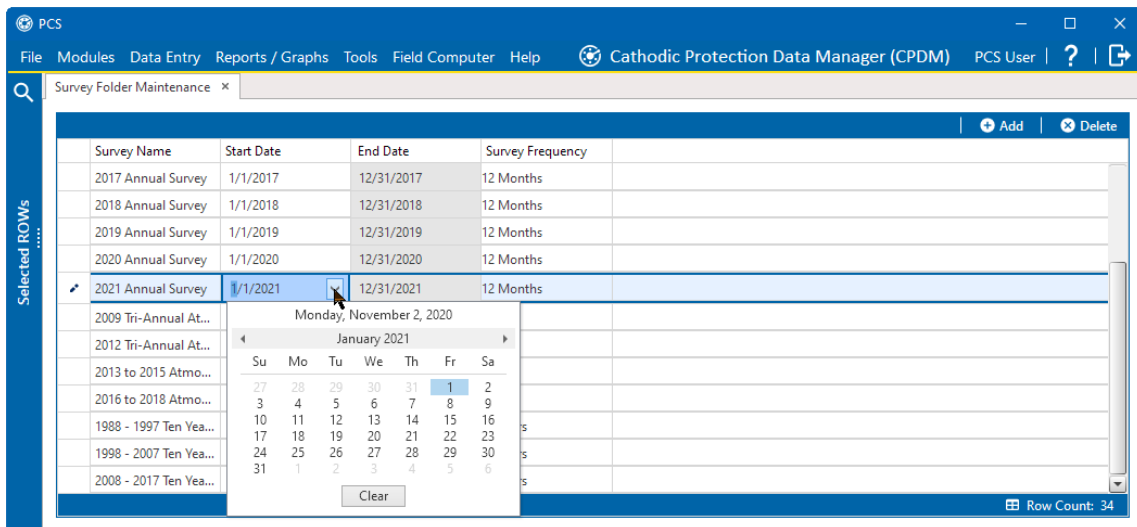 PCS
File Modules Data Entry Reports / Graphs Tools Field Computer Help Cathodic Protection Data Manager (CPDM) PCS User | ? |
Survey Folder Maintenance ×
Selected ROWs
Add | Delete
Survey Name Start Date End Date Survey Frequency
2017 Annual Survey 1/1/2017 12/31/2017 12 Months
2018 Annual Survey 1/1/2018 12/31/2018 12 Months
2019 Annual Survey 1/1/2019 12/31/2019 12 Months
2020 Annual Survey 1/1/2020 12/31/2020 12 Months
2021 Annual Survey 1/1/2021 12/31/2021 12 Months
2009 Tri-Annual At...
2012 Tri-Annual At...
2013 to 2015 Atmo...
2016 to 2018 Atmo...
1988 - 1997 Ten Yea...
1998 - 2007 Ten Yea...
2008 - 2017 Ten Yea...
Monday, November 2, 2020
January 2021
Su Mo Tu We Th Fr Sa
27 28 29 30 31 1 2
3 4 5 6 7 8 9
10 11 12 13 14 15 16
17 18 19 20 21 22 23
24 25 26 27 28 29 30
31 1 2 3 4 5 6
Clear
Row Count: 34